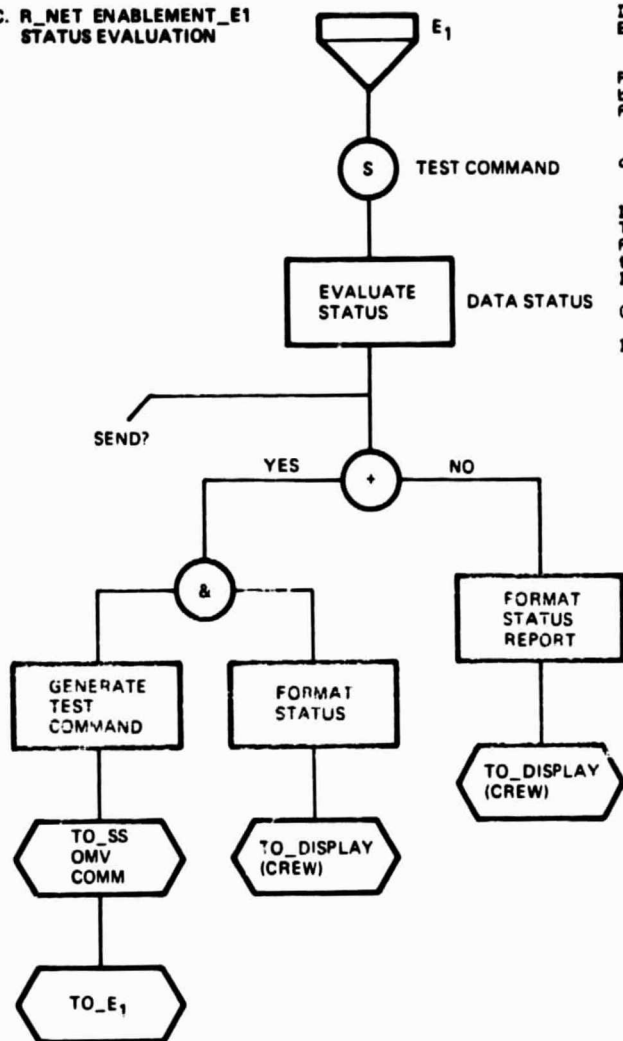 C. R_NET ENABLEMENT_E1
STATUS EVALUATION
E1
S
TEST COMMAND
EVALUATE
STATUS
DATA STATUS
SEND?
YES
+
NO
&
GENERATE
TEST
COMMAND
FORMAT
STATUS
FORMAT
STATUS
REPORT
TO_SS
OMV
COMM
TO_DISPLAY
(CREW)
TO_DISPLAY
(CREW)
TO_E1